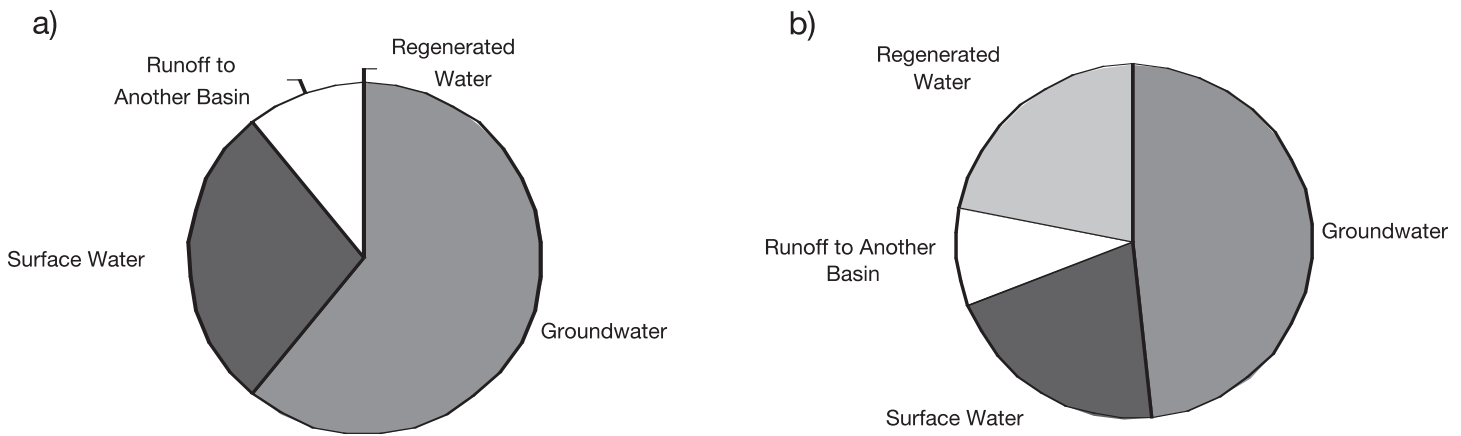 a)
Regenerated
Water
Runoff to
Another Basin
Surface Water
Groundwater
b)
Regenerated
Water
Groundwater
Runoff to Another
Basin
Surface Water